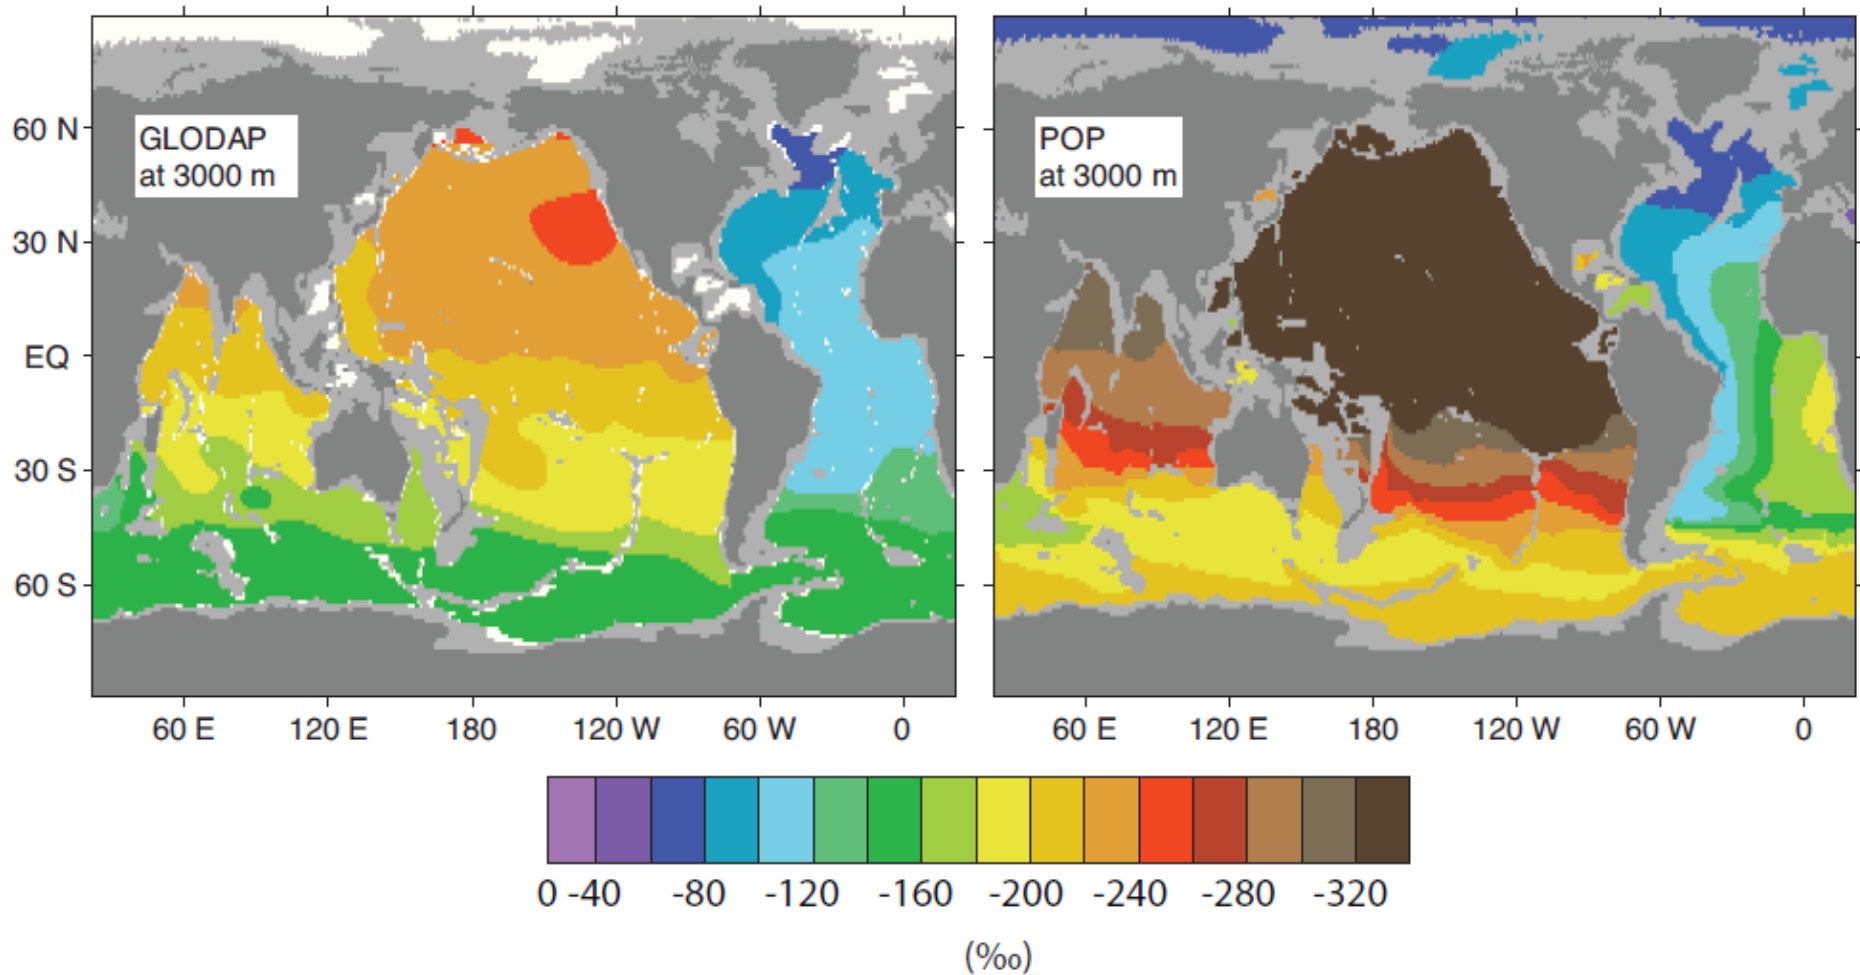 GLODAP
at 3000 m
POP
at 3000 m
60 N
30 N
EQ
30 S
60 S
60 E 120 E 180 120 W 60 W 0
60 E 120 E 180 120 W 60 W 0
0 -40 -80 -120 -160 -200 -240 -280 -320
(‰)